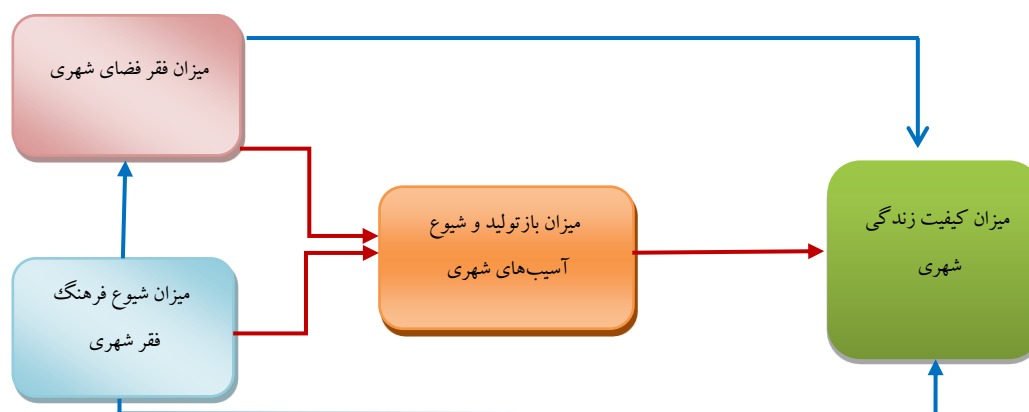 میزان فقر فضای شهری
میزان بازتولید و شیوع
آسیب‌های شهری
میزان کیفیت زندگی
شهری
میزان شیوع فرهنگ
فقر شهری